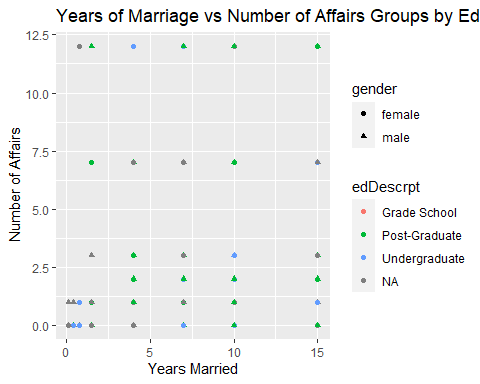 Years of Marriage vs Number of Affairs Groups by Ed
12.5
10.0
7.5
5.0
2.5
0.0
Number of Affairs
0
5
10
15
Years Married
gender
female
male
edDescrpt
Grade School
Post-Graduate
Undergraduate
NA